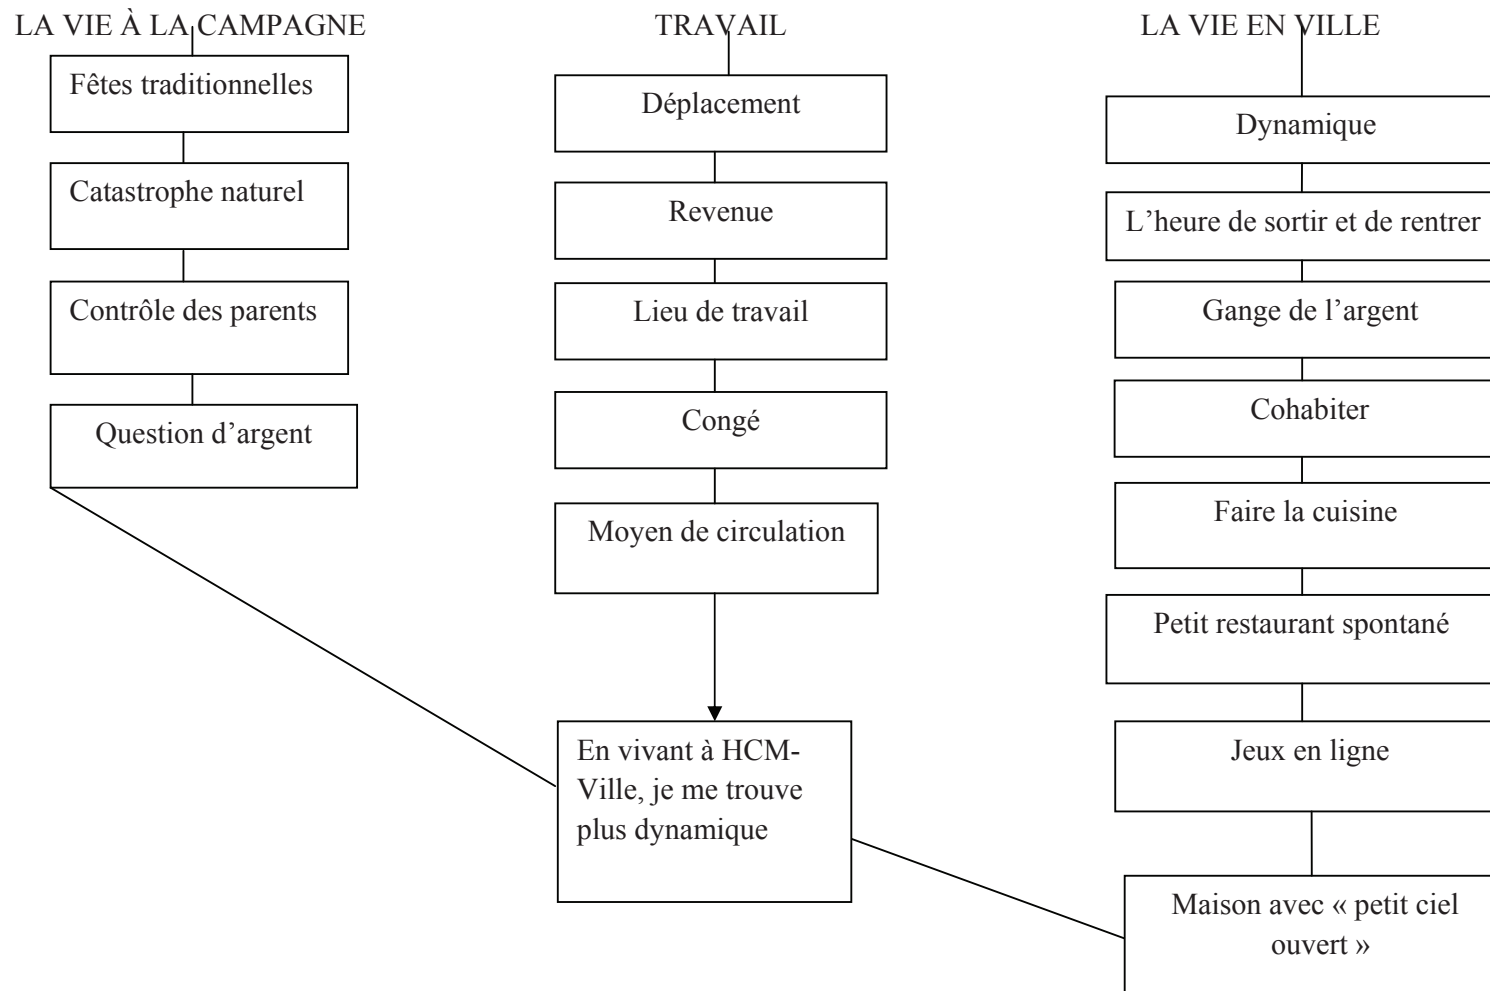 LA VIE À LA CAMPAGNE
Fêtes traditionnelles
Catastrophe naturel
Contrôle des parents
Question d’argent
TRAVAIL
Déplacement
Revenue
Lieu de travail
Congé
Moyen de circulation
En vivant à HCM-
Ville, je me trouve
plus dynamique
LA VIE EN VILLE
Dynamique
L’heure de sortir et de rentrer
Gange de l’argent
Cohabiter
Faire la cuisine
Petit restaurant spontané
Jeux en ligne
Maison avec « petit ciel
ouvert »